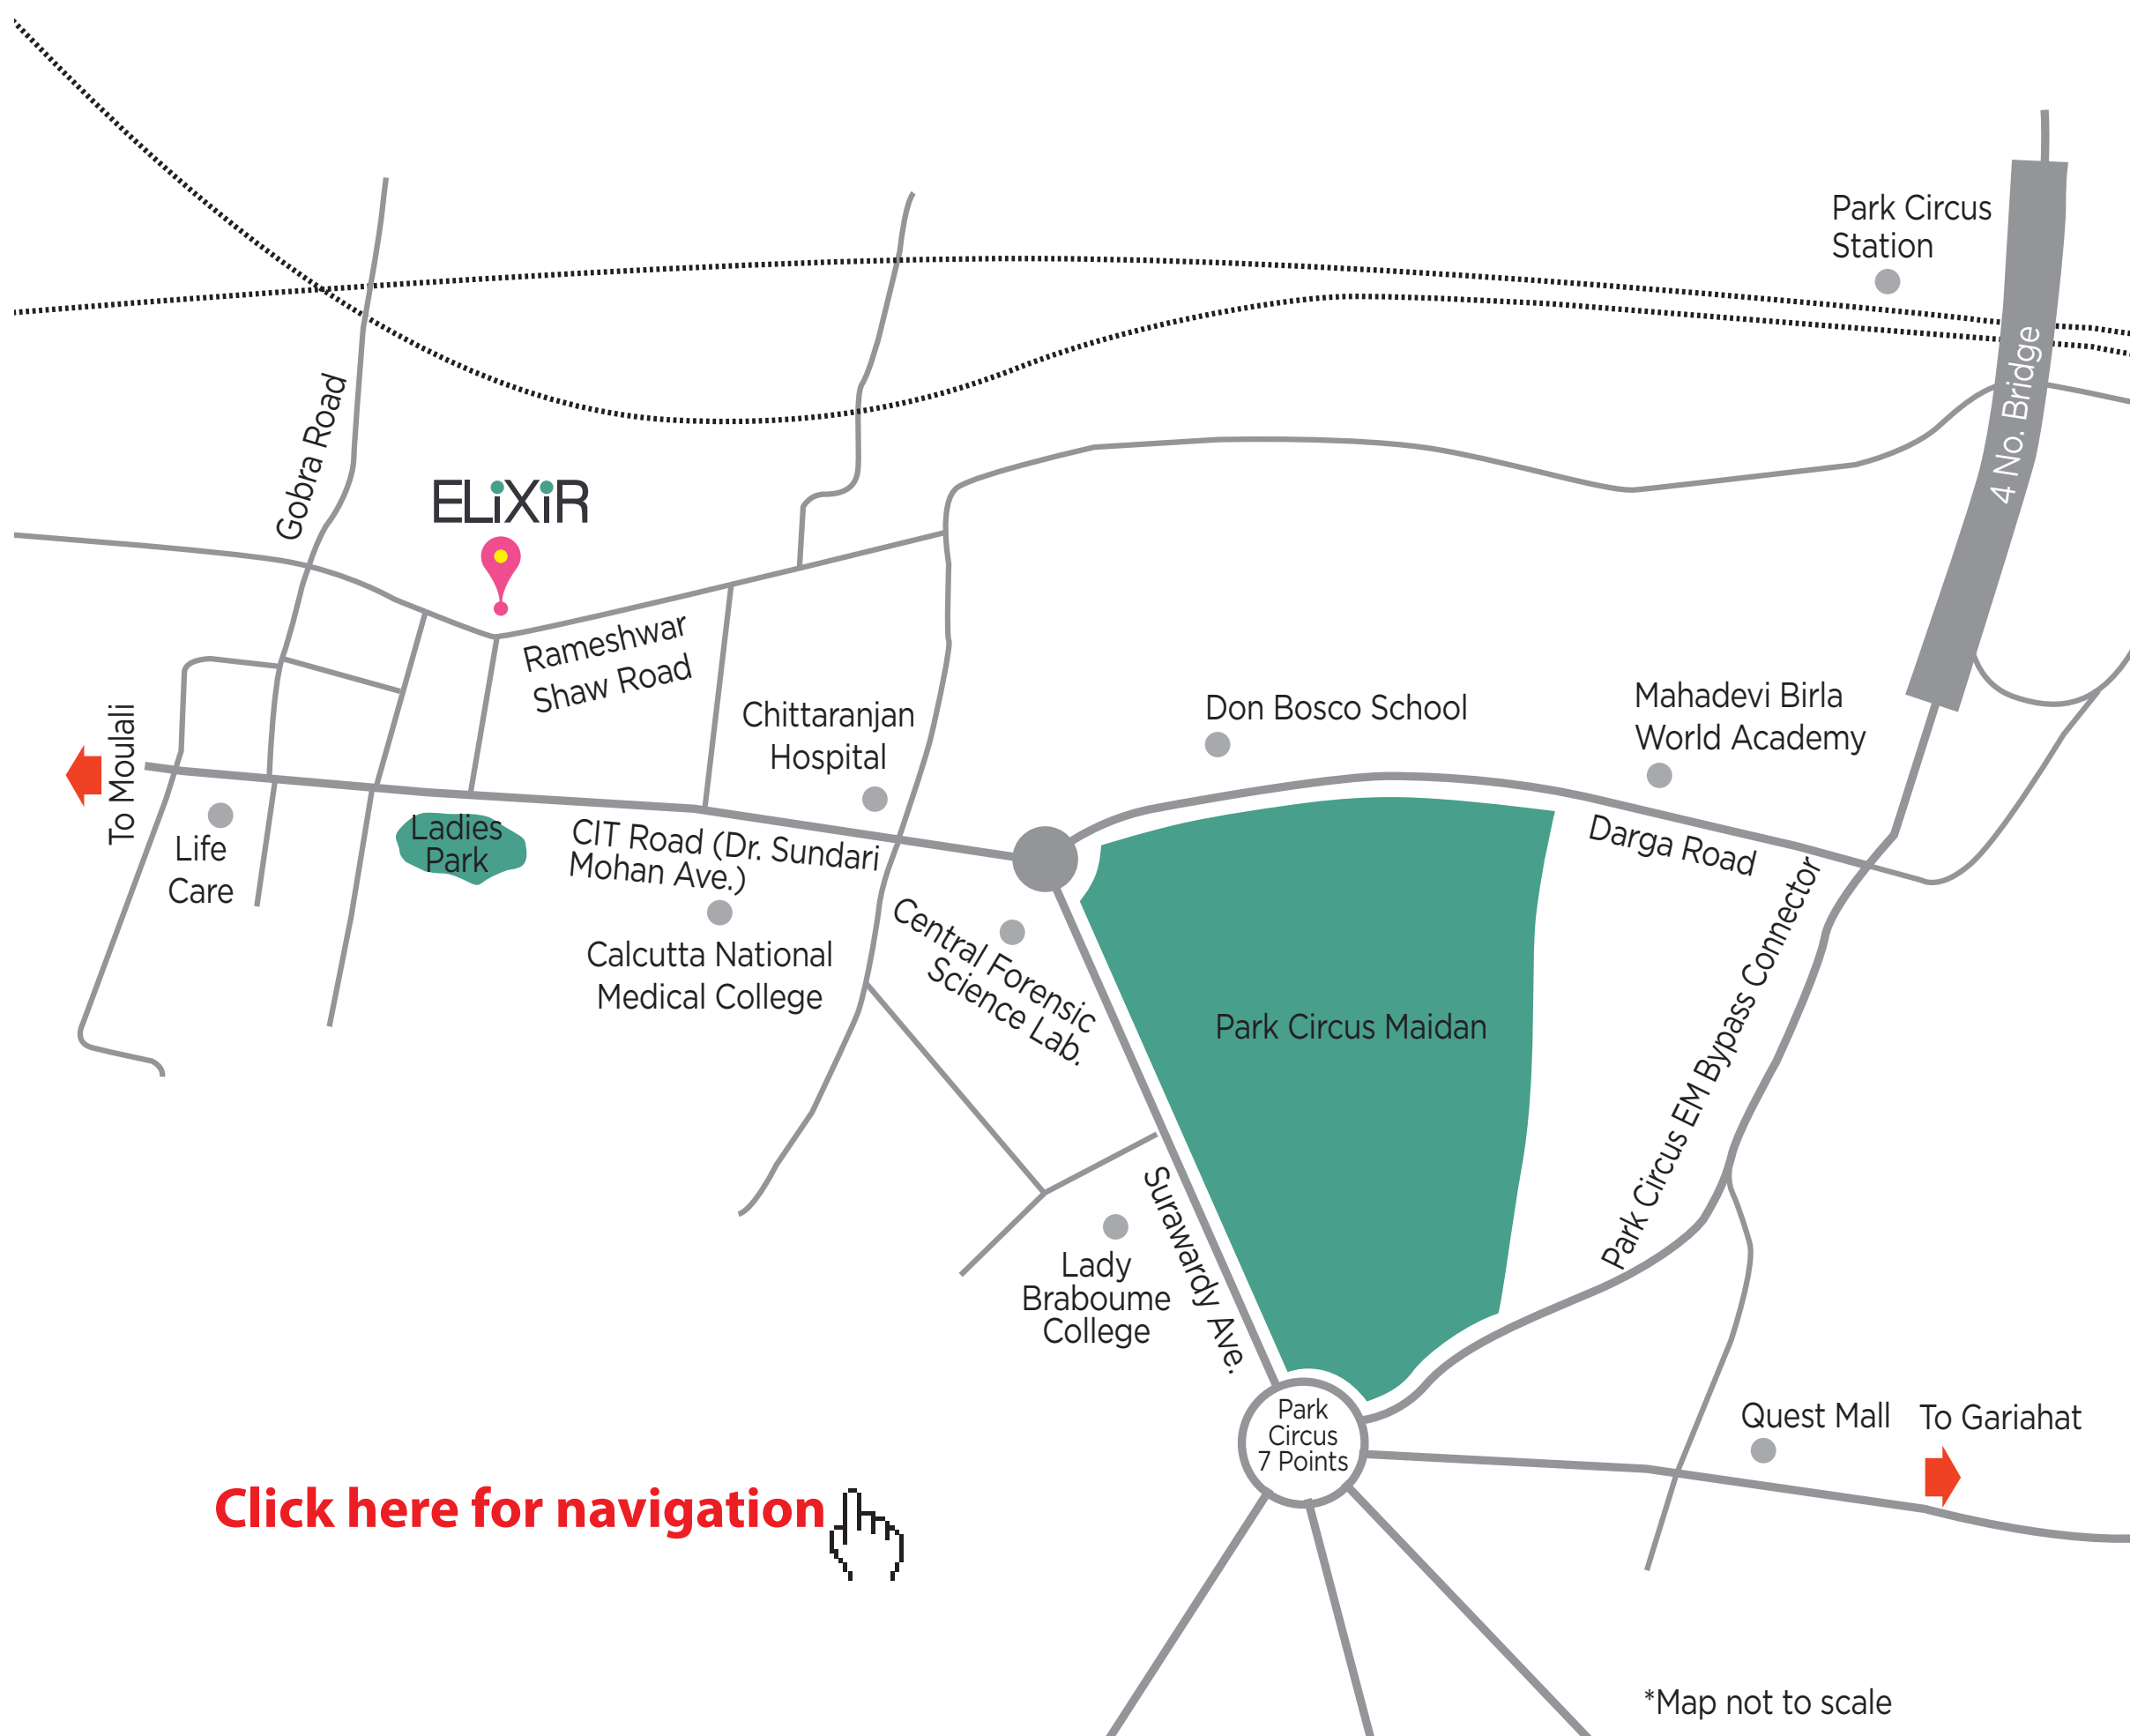 Park Circus
Station
4 No. Bridge
Gobra Road
ELiXiR
Rameshwar
Shaw Road
Chittaranjan
Hospital
Don Bosco School
Mahadevi Birla
World Academy
To Moulali
Life
Care
Ladies
Park
CIT Road (Dr. Sundari
Mohan Ave.)
Darga Road
Calcutta National
Medical College
Central Forensic
Science Lab.
Park Circus Maidan
Park Circus EM Bypass Connector
Surawardy Ave.
Lady
Braboume
College
Park
Circus
7 Points
Quest Mall
To Gariahat
Click here for navigation
*Map not to scale